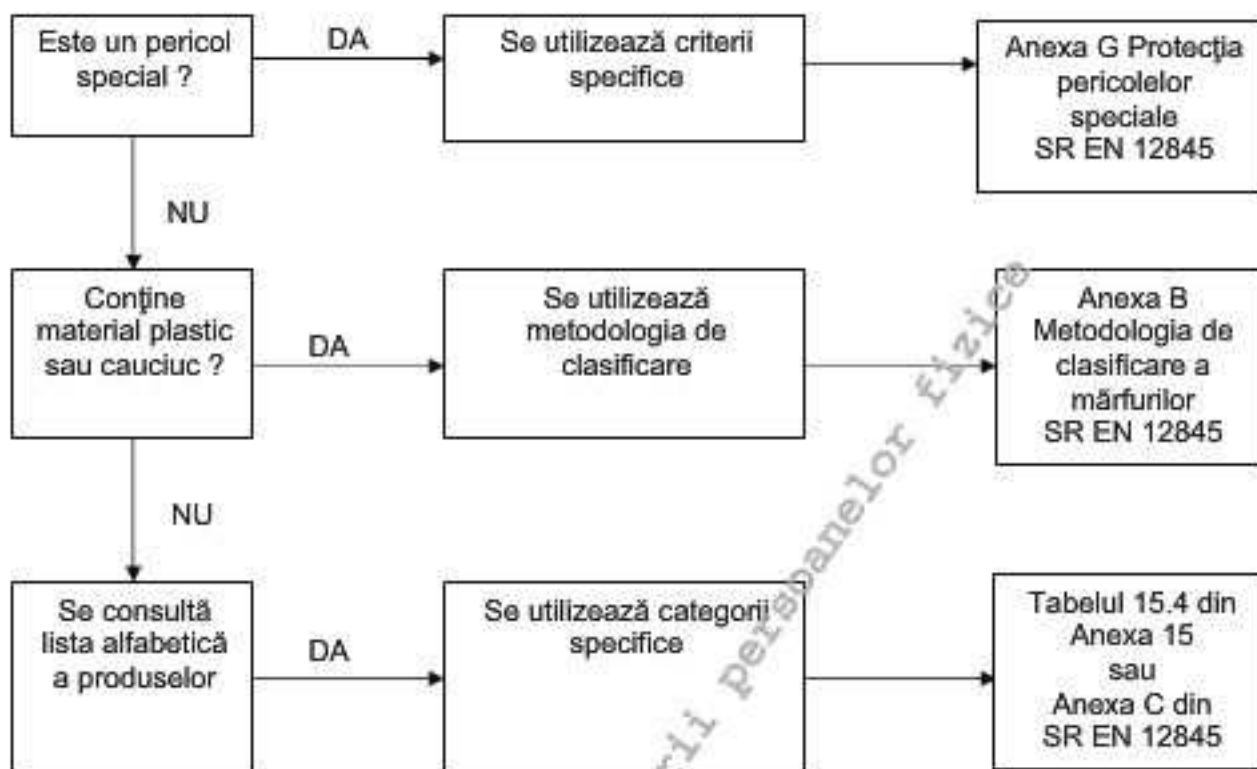 Este un pericol
special ?
DA
Se utilizează criterii
specifice
Anexa G Protecţia
pericolelor
speciale
SR EN 12845
NU
Conţine
material plastic
sau cauciuc ?
DA
Se utilizează
metodologia de
clasificare
Anexa B
Metodologia de
clasificare a
mărfurilor
SR EN 12845
NU
Se consultă
lista alfabetică
a produselor
DA
Se utilizează categorii
specifice
Tabelul 15.4 din
Anexa 15
sau
Anexa C din
SR EN 12845
persoanelor fizice